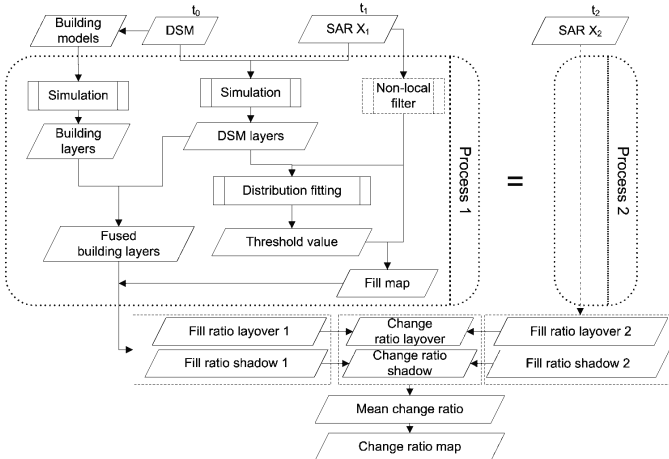 t0
t1
t2
Building
models
DSM
SAR X1
SAR X2
Simulation
Simulation
Non-local
filter
Building
layers
DSM layers
Process 1
=
Process 2
Distribution fitting
Fused
building layers
Threshold value
Fill map
Fill ratio layover 1
Change
ratio layover
Fill ratio layover 2
Fill ratio shadow 1
Change ratio
shadow
Fill ratio shadow 2
Mean change ratio
Change ratio map